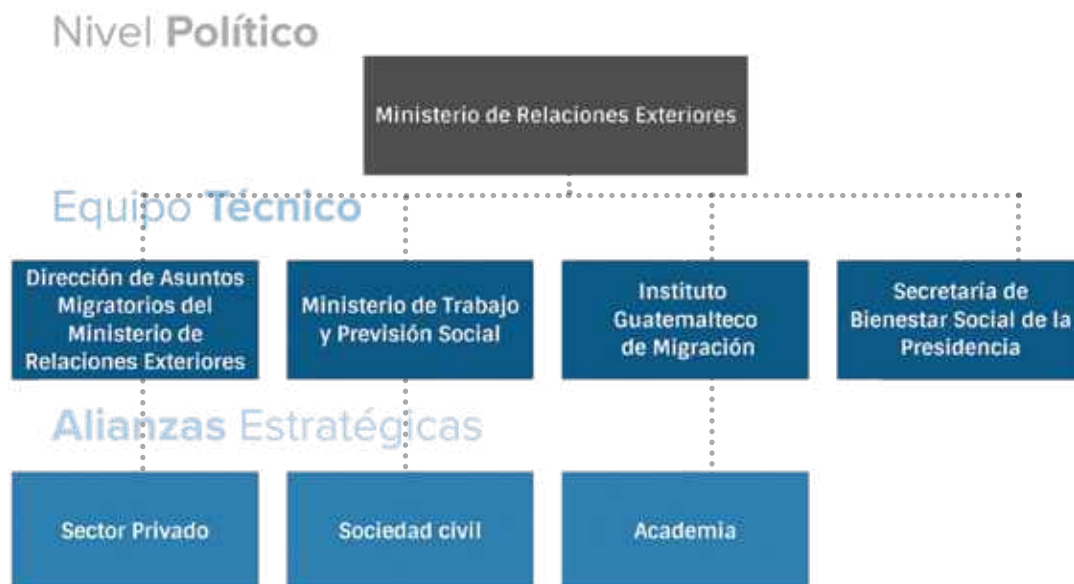 Nivel Político
Ministerio de Relaciones Exteriores
Equipo Técnico
Dirección de Asuntos
Migratorios del
Ministerio de
Relaciones Exteriores
Ministerio de Trabajo
y Previsión Social
Instituto
Guatemalteco
de Migración
Secretaría de
Bienestar Social de la
Presidencia
Alianzas Estratégicas
Sector Privado
Sociedad civil
Academia